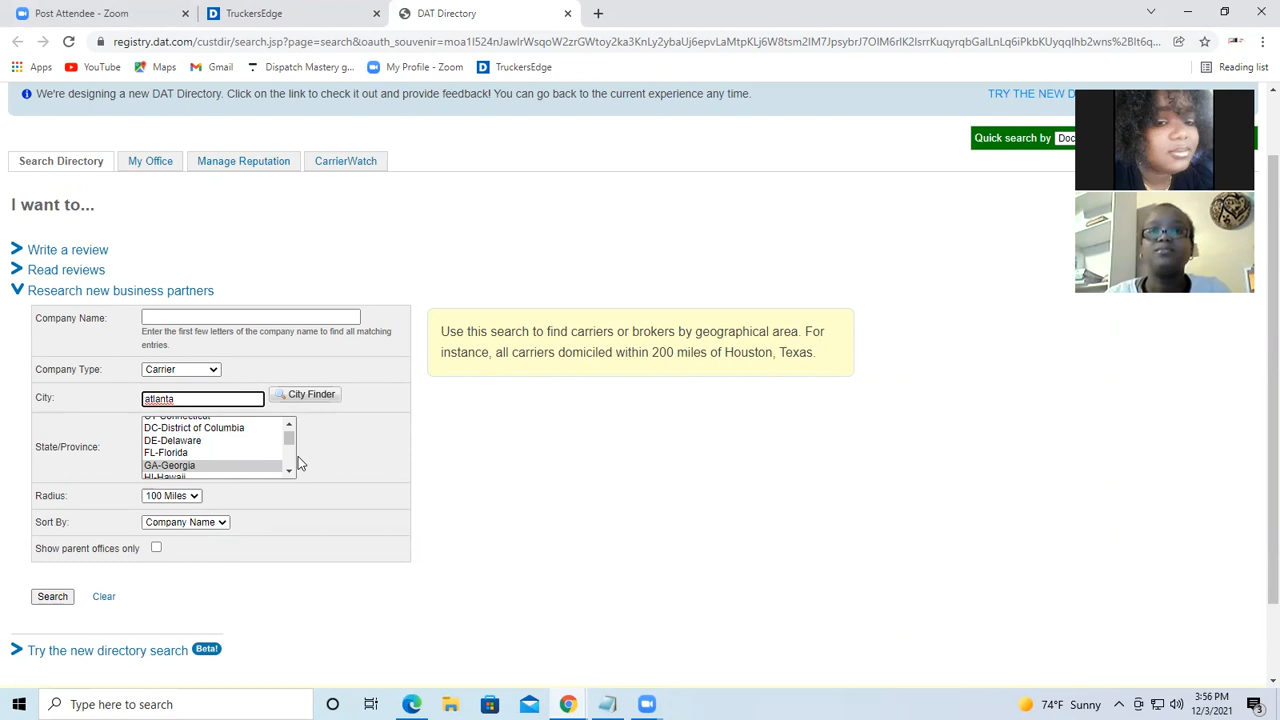 Post Attendee - Zoom
TruckersEdge
DAT Directory
registry.dat.com/custdir/search.jsp?page=search&oauth_souvenir=
Apps
YouTube
Maps
Gmail
Dispatch Mastery g...
My Profile - Zoom
TruckersEdge
Reading list
We're designing a new DAT Directory. Click on the link to check it out and provide feedback! You can go back to the current experience any time.
TRY THE NEW
Quick search by
Search Directory
My Office
Manage Reputation
CarrierWatch
I want to...
Write a review
Read reviews
Research new business partners
Company Name:
Enter the first few letters of the company name to find all matching
entries.
Company Type: Carrier
City: atlanta City Finder
State/Province:
CT-Connecticut
DC-District of Columbia
DE-Delaware
FL-Florida
GA-Georgia
HI-Hawaii
Radius: 100 Miles
Sort By: Company Name
Show parent offices only
Search Clear
Use this search to find carriers or brokers by geographical area. For
instance, all carriers domiciled within 200 miles of Houston, Texas.
Try the new directory search Beta!
Type here to search
74°F Sunny
3:56 PM
12/3/2021
3